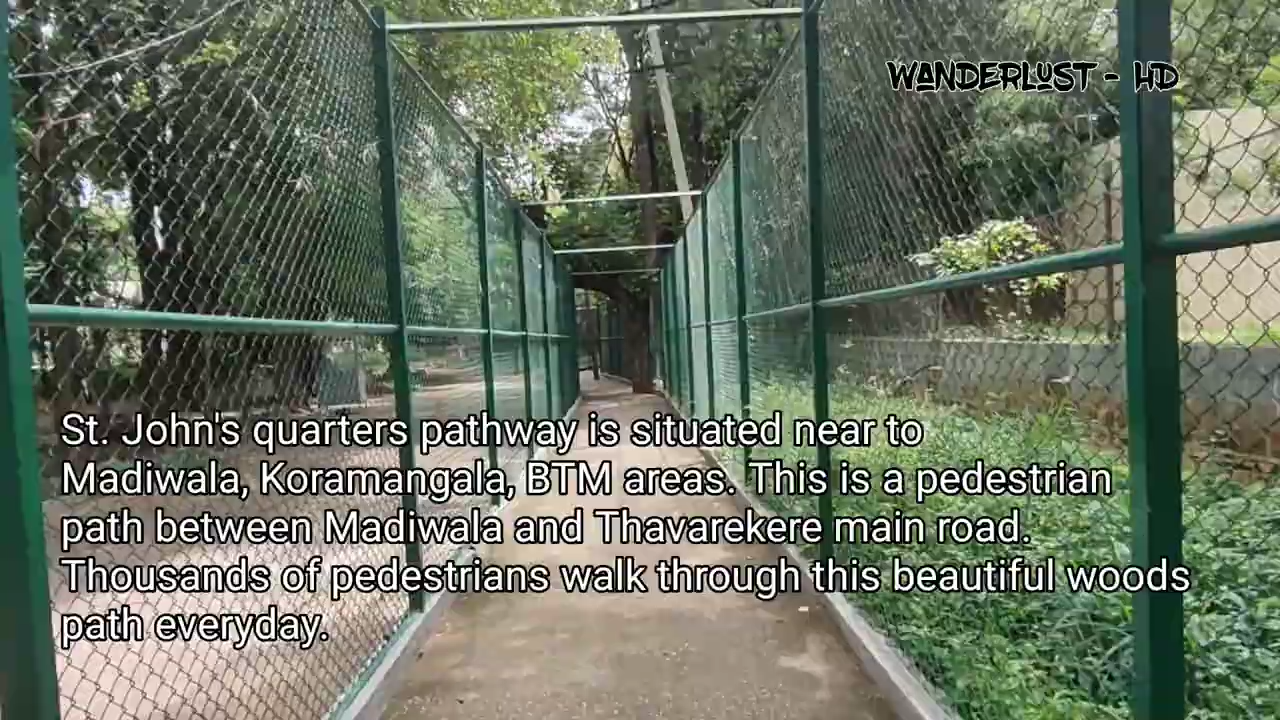 WANDERLUST - HD
St. John's quarters pathway is situated near to
Madiwala, Koramangala, BTM areas. This is a pedestrian
path between Madiwala and Thavarekere main road.
Thousands of pedestrians walk through this beautiful woods
path everyday.